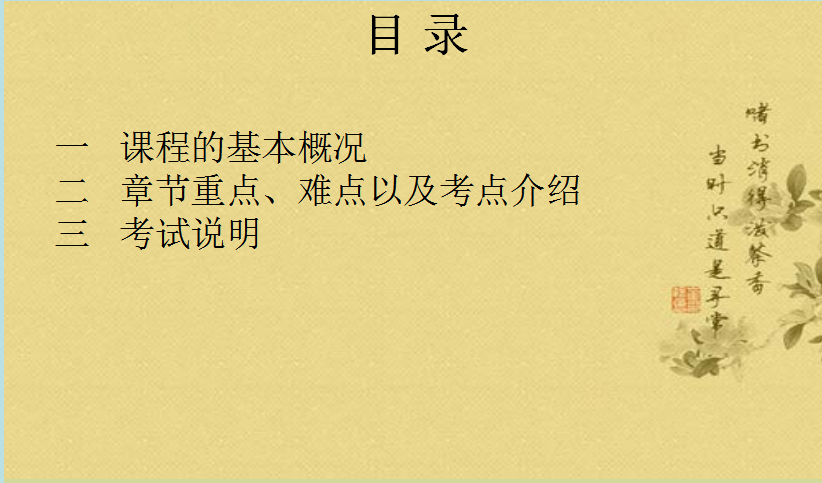 目 录
一 课程的基本概况
二 章节重点、难点以及考点介绍
三 考试说明
赌书消得泼茶香
当时只道是寻常